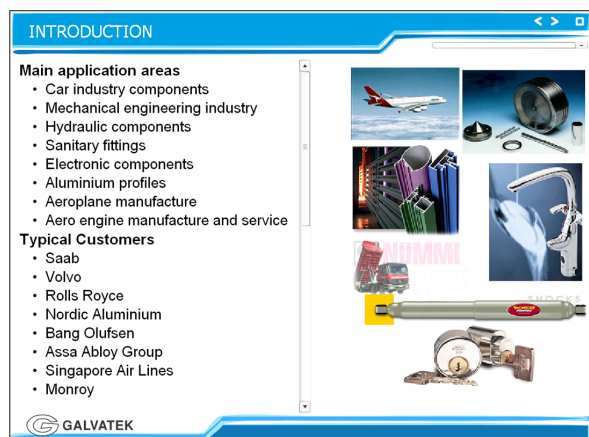 INTRODUCTION
Main application areas
• Car industry components
• Mechanical engineering industry
• Hydraulic components
• Sanitary fittings
• Electronic components
• Aluminium profiles
• Aeroplane manufacture
• Aero engine manufacture and service
Typical Customers
• Saab
• Volvo
• Rolls Royce
• Nordic Aluminium
• Bang Olufsen
• Assa Abloy Group
• Singapore Air Lines
• Monroy
NUMMI
SHOCKS
GALVATEK